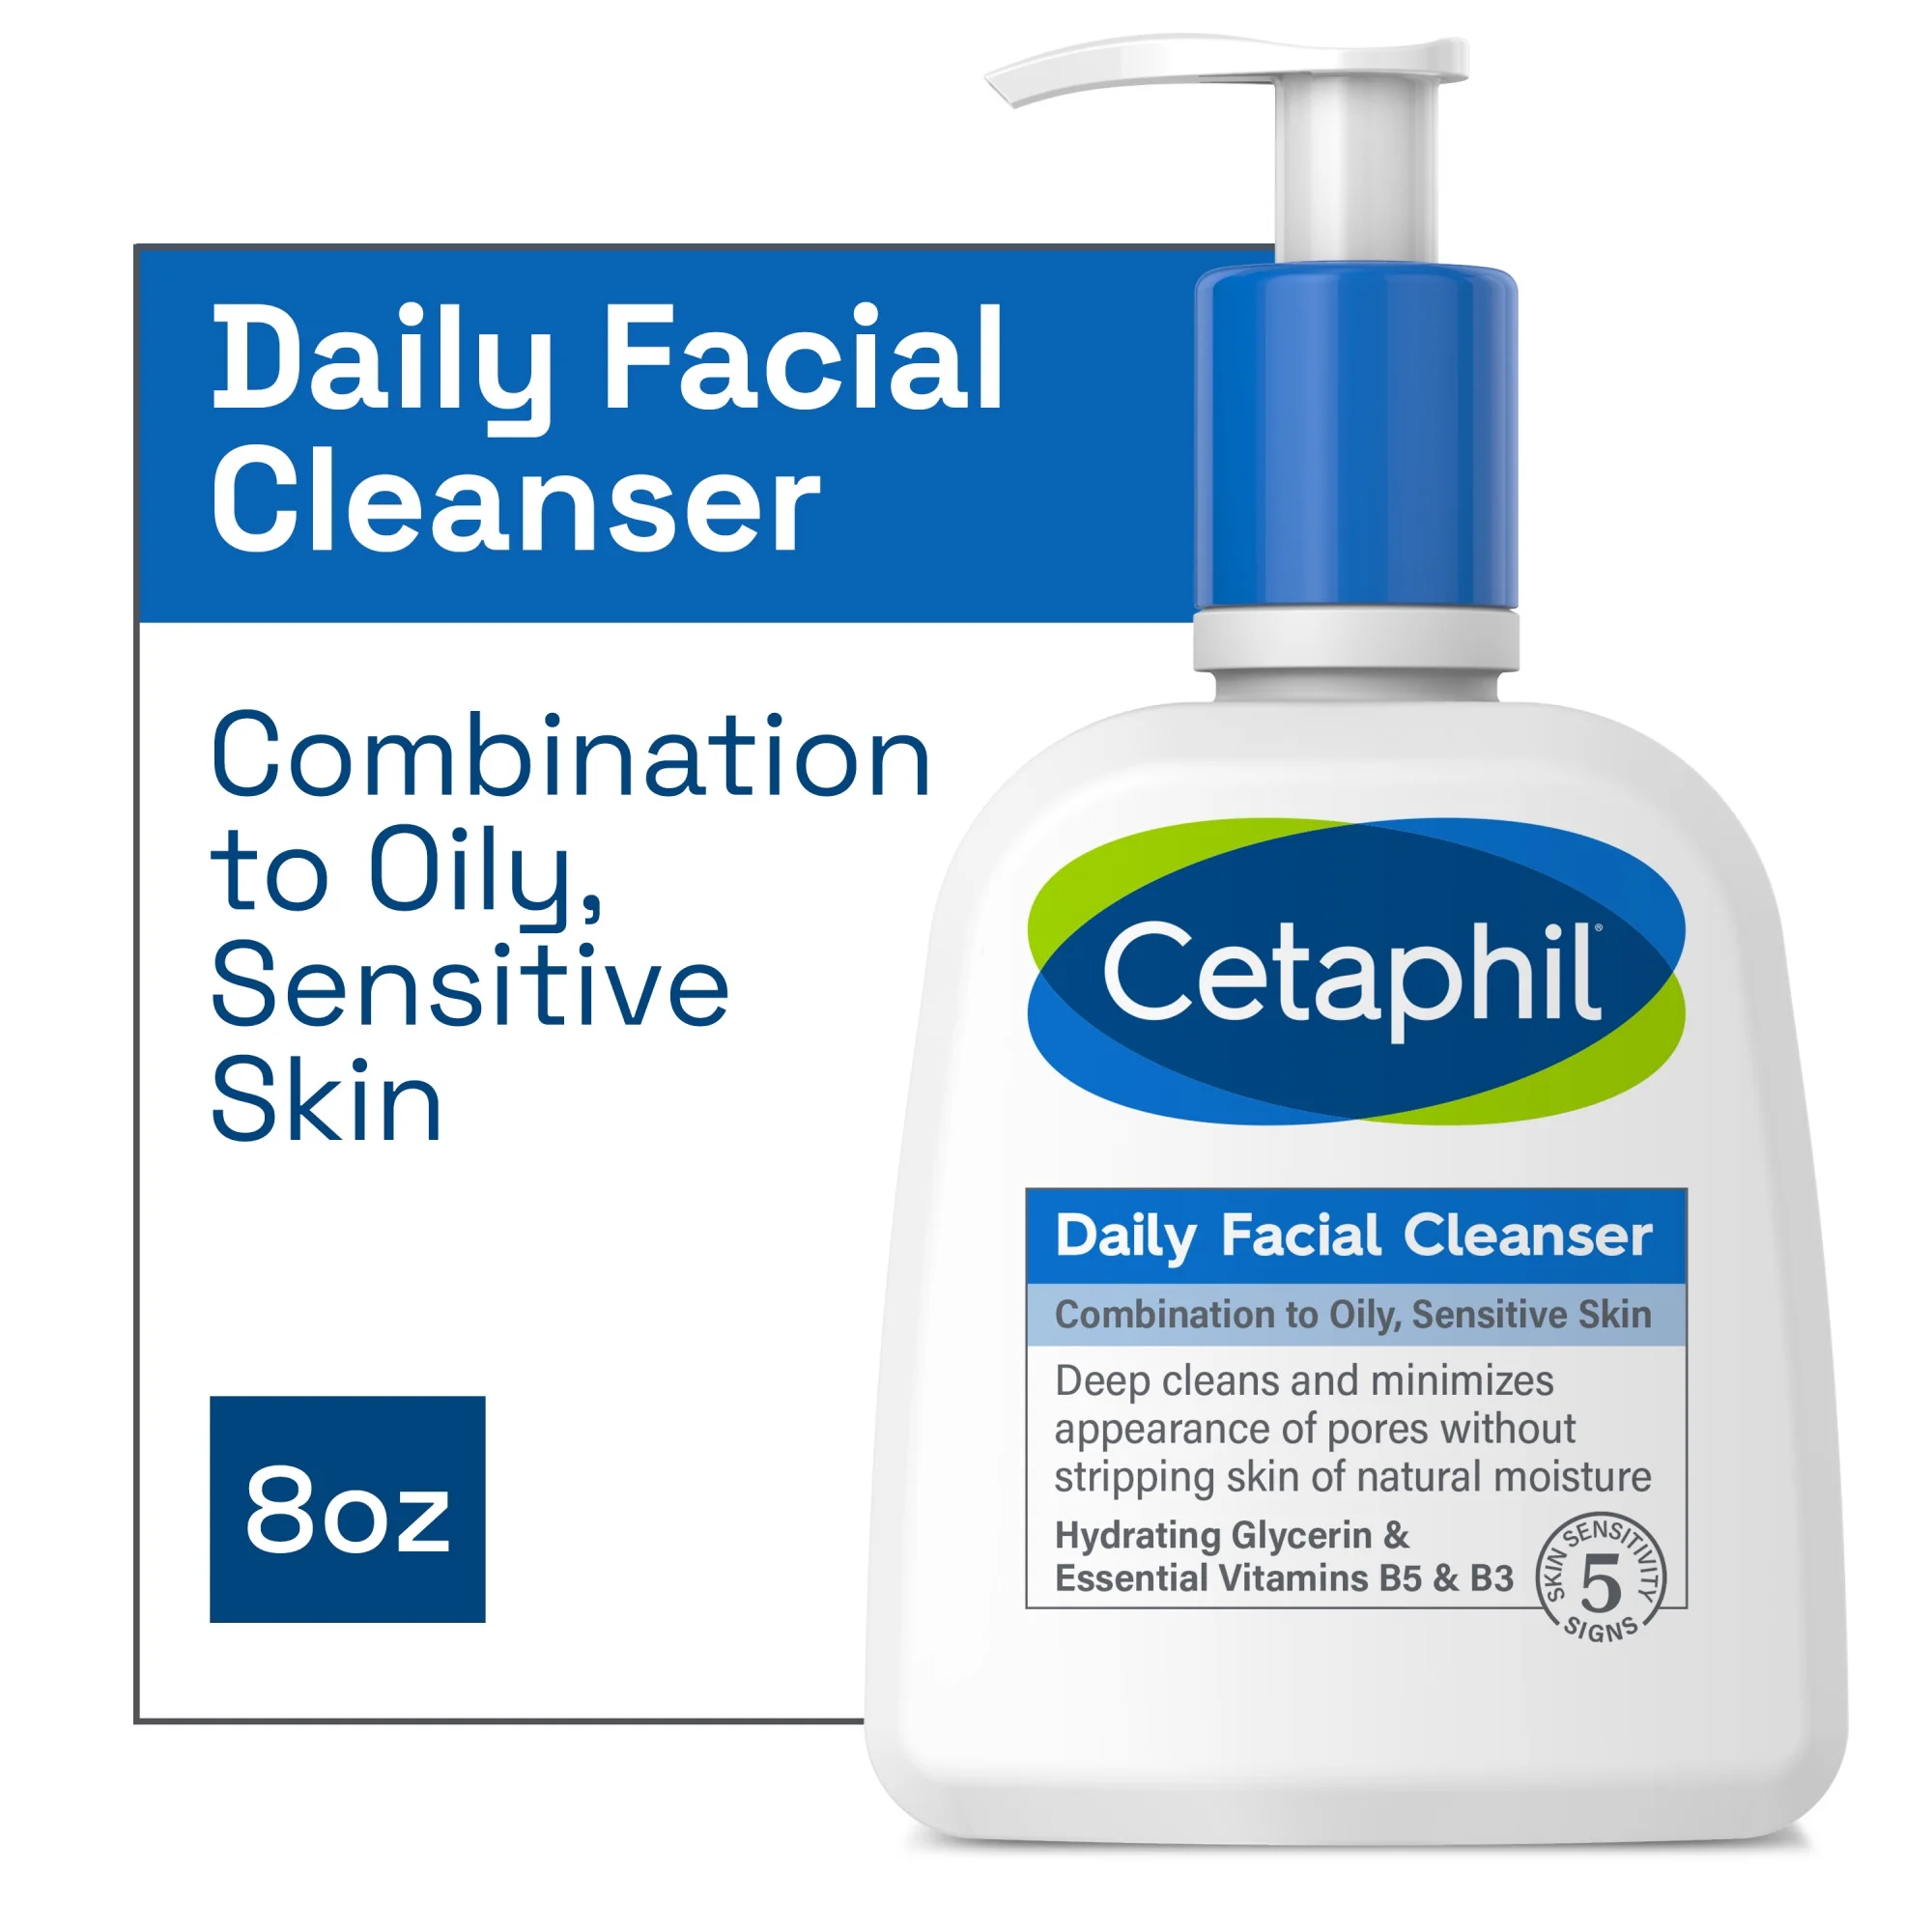 Daily Facial
Cleanser
Combination
to Oily,
Sensitive
Skin
8oz
Cetaphil®
Daily Facial Cleanser
Combination to Oily, Sensitive Skin
Deep cleans and minimizes
appearance of pores without
stripping skin of natural moisture
Hydrating Glycerin &
Essential Vitamins B5 & B3
SKIN SENSITIVITY
5
SIGNS